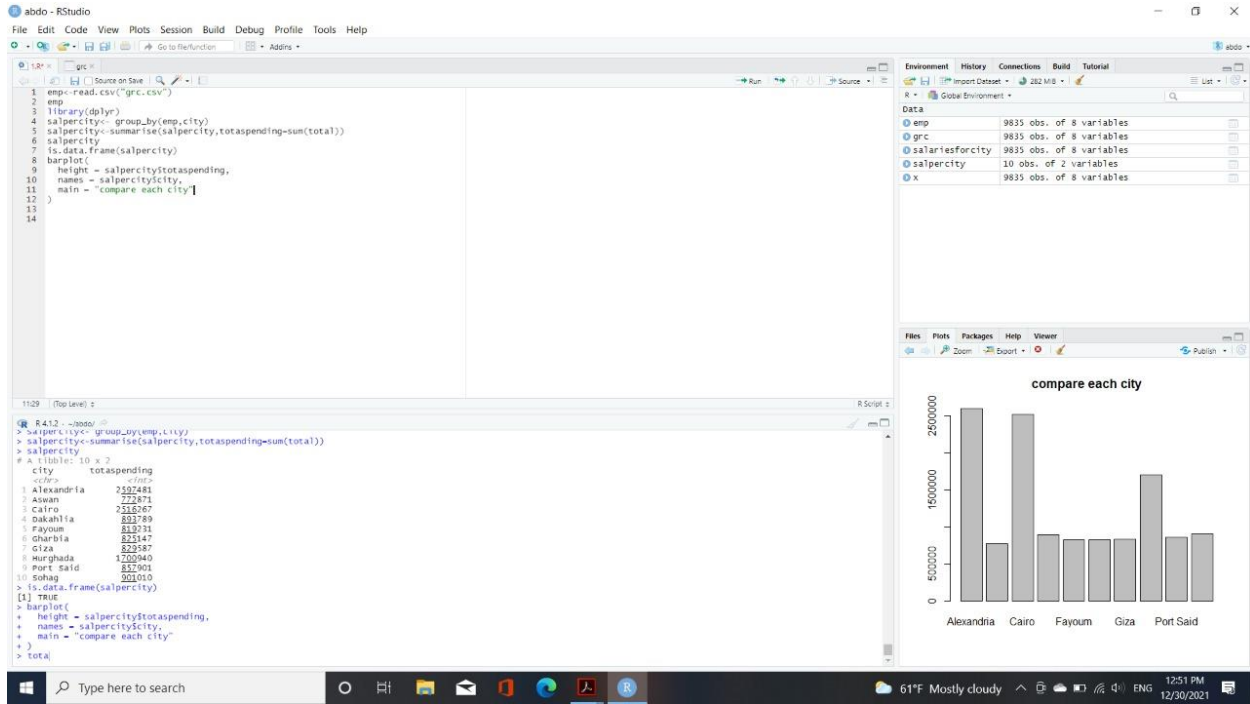 abdo - RStudio
File Edit Code View Plots Session Build Debug Profile Tools Help
Go to file/function Addins
abdo
1.R* grc
Source on Save Run Source
1 emp<-read.csv("grc.csv")
2 emp
3 library(dplyr)
4 salpercity<- group_by(emp,city)
5 salpercity<-summarise(salpercity,totaspending=sum(total))
6 salpercity
7 is.data.frame(salpercity)
8 barplot(
9 height = salpercity$totaspending,
10 names = salpercity$city,
11 main = "compare each city"
12 )
13
14
11:29 (Top Level) R Script
R 4.1.2 · ~/abdo/
> salpercity<- group_by(emp,city)
> salpercity<-summarise(salpercity,totaspending=sum(total))
> salpercity
# A tibble: 10 x 2
city totaspending
<chr> <int>
1 Alexandria 2597481
2 Aswan 772871
3 Cairo 2516267
4 Dakahlia 893789
5 Fayoum 819231
6 Gharbia 825147
7 Giza 829587
8 Hurghada 1700940
9 Port Said 857901
10 Sohag 901010
> is.data.frame(salpercity)
[1] TRUE
> barplot(
+ height = salpercity$totaspending,
+ names = salpercity$city,
+ main = "compare each city"
+ )
> tota
Environment History Connections Build Tutorial
Import Dataset 282 MiB List
R Global Environment
Data
emp 9835 obs. of 8 variables
grc 9835 obs. of 8 variables
salariesforcity 9835 obs. of 8 variables
salpercity 10 obs. of 2 variables
x 9835 obs. of 8 variables
Files Plots Packages Help Viewer
Zoom Export Publish
compare each city
2500000
1500000
500000
0
Alexandria Cairo Fayoum Giza Port Said
Type here to search
61°F Mostly cloudy ENG 12:51 PM
12/30/2021